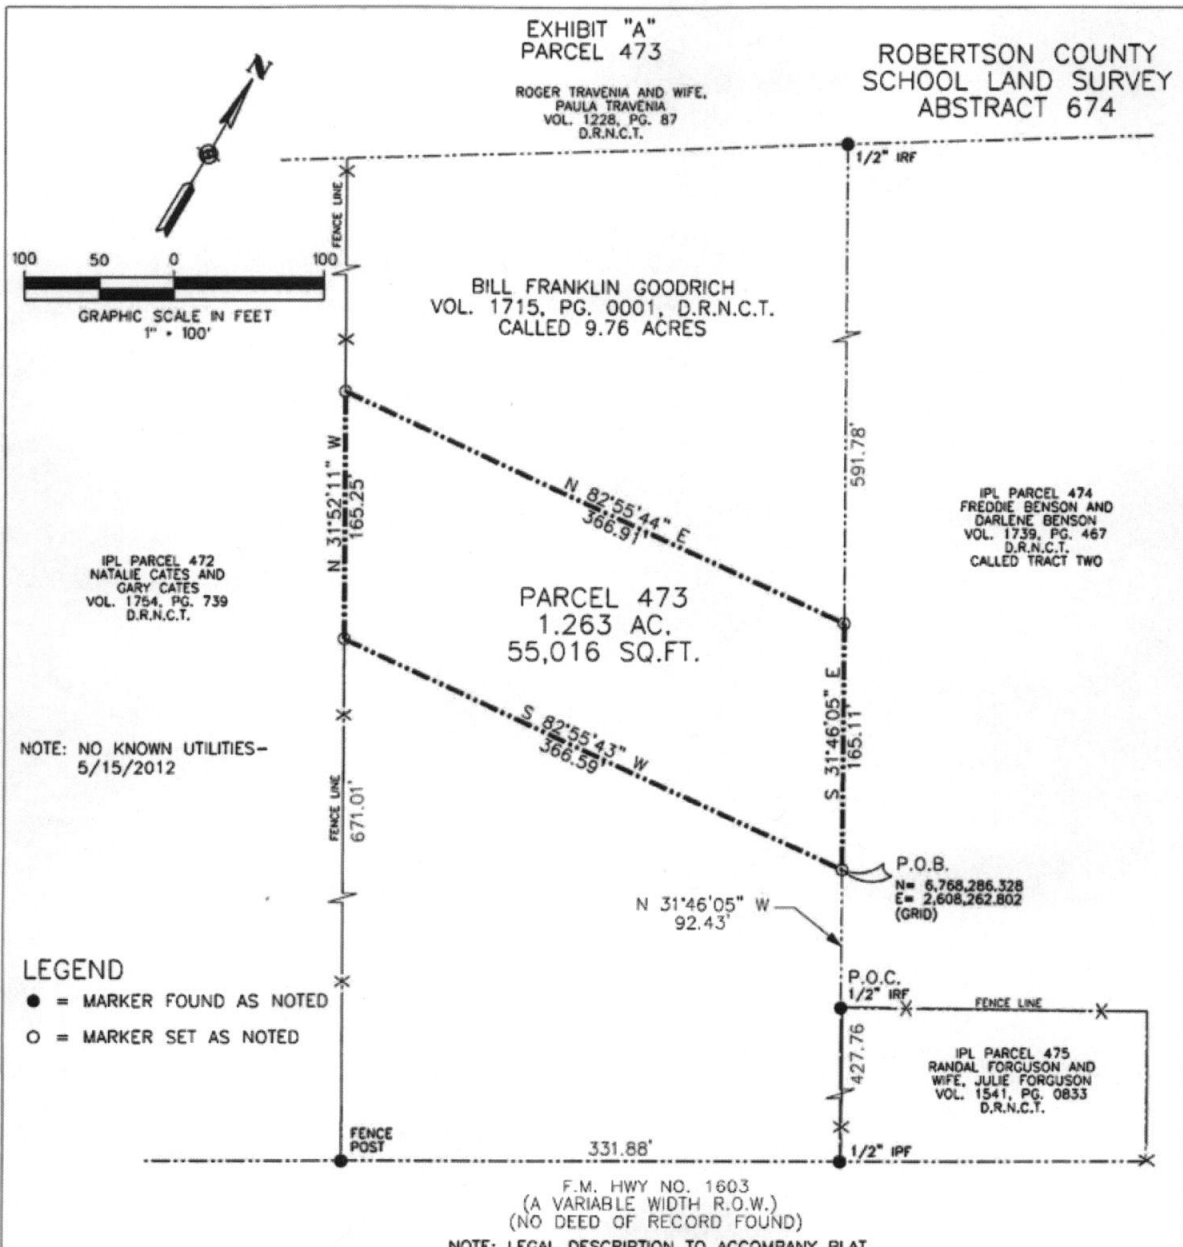 EXHIBIT "A"
PARCEL 473
ROBERTSON COUNTY
SCHOOL LAND SURVEY
ABSTRACT 674
ROGER TRAVENIA AND WIFE,
PAULA TRAVENIA
VOL. 1228, PG. 87
D.R.N.C.T.
N
1/2" IRF
FENCE LINE
100 50 0 100
GRAPHIC SCALE IN FEET
1" = 100'
BILL FRANKLIN GOODRICH
VOL. 1715, PG. 0001, D.R.N.C.T.
CALLED 9.76 ACRES
591.78'
N 31°52'11" W
165.25'
N 82°55'44" E
366.91'
IPL PARCEL 474
FREDDIE BENSON AND
DARLENE BENSON
VOL. 1739, PG. 467
D.R.N.C.T.
CALLED TRACT TWO
IPL PARCEL 472
NATALIE CATES AND
GARY CATES
VOL. 1754, PG. 739
D.R.N.C.T.
PARCEL 473
1.263 AC.
55,016 SQ.FT.
S 31°46'05" E
165.11'
S 82°55'43" W
366.59'
NOTE: NO KNOWN UTILITIES-
5/15/2012
FENCE LINE
671.01'
P.O.B.
N= 6,768,286.328
E= 2,608,262.802
(GRID)
N 31°46'05" W
92.43'
LEGEND
● = MARKER FOUND AS NOTED
○ = MARKER SET AS NOTED
P.O.C.
1/2" IRF
FENCE LINE
427.76
IPL PARCEL 475
RANDAL FORGUSON AND
WIFE, JULIE FORGUSON
VOL. 1541, PG. 0833
D.R.N.C.T.
FENCE
POST
331.88'
1/2" IPF
F.M. HWY NO. 1603
(A VARIABLE WIDTH R.O.W.)
(NO DEED OF RECORD FOUND)
NOTE: LEGAL DESCRIPTION TO ACCOMPANY PLAT